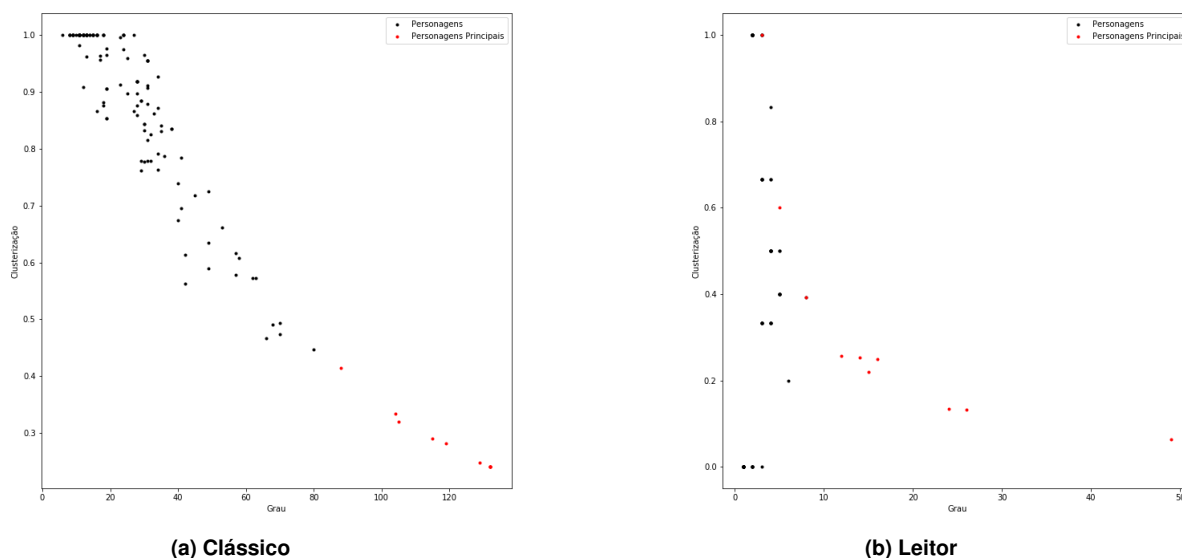 Personagens
Personagens Principais
1.0
0.9
0.8
0.7
0.6
0.5
0.4
0.3
Clusterização
0
20
40
60
80
100
120
Grau
(a) Clássico
Personagens
Personagens Principais
1.0
0.8
0.6
0.4
0.2
0.0
Clusterização
0
10
20
30
40
Grau
(b) Leitor